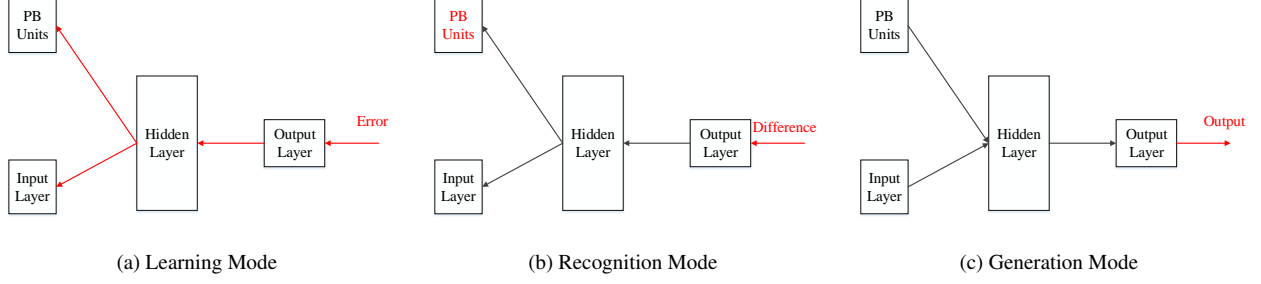 PB
Units
Hidden
Layer
Output
Layer
Error
Input
Layer
(a) Learning Mode
PB
Units
Hidden
Layer
Output
Layer
Difference
Input
Layer
(b) Recognition Mode
PB
Units
Hidden
Layer
Output
Layer
Output
Input
Layer
(c) Generation Mode